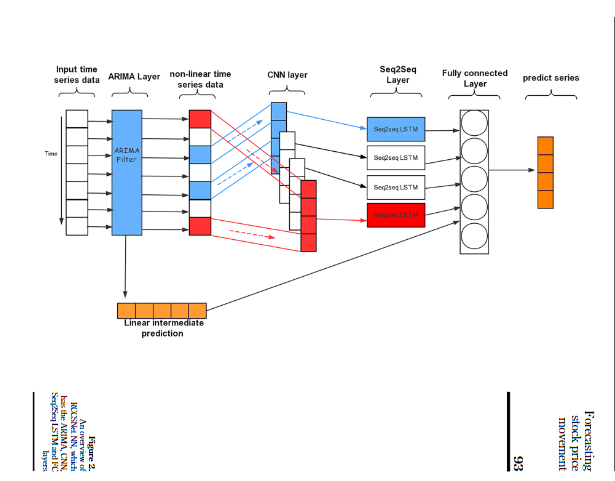 Input time
series data
ARIMA Layer
non-linear time
series data
CNN layer
Seq2Seq
Layer
Fully connected
Layer
predict series
Time
ARIMA
Filter
Seq2seq LSTM
Seq2seq LSTM
Seq2seq LSTM
Seq2seq LSTM
Linear intermediate
prediction
Figure 2.
An overview of
RCSNet NN, which
has the ARIMA, CNN,
Seq2Seq LSTM and FC
layers
Forecasting
stock price
movement
93